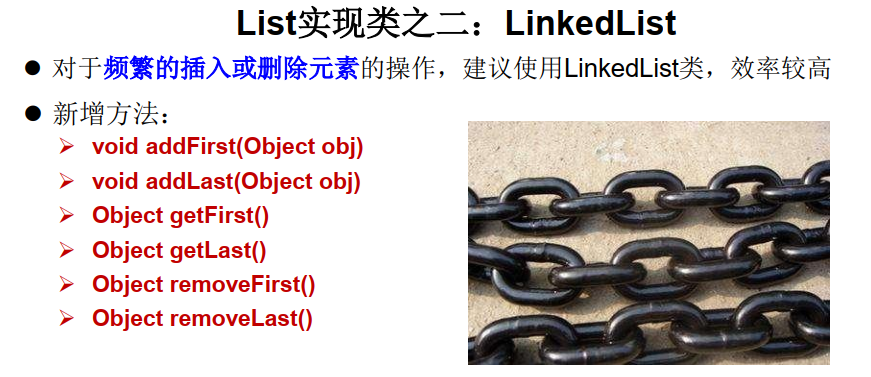 List实现类之二：LinkedList
● 对于频繁的插入或删除元素的操作，建议使用LinkedList类，效率较高
● 新增方法：
➢ void addFirst(Object obj)
➢ void addLast(Object obj)
➢ Object getFirst()
➢ Object getLast()
➢ Object removeFirst()
➢ Object removeLast()